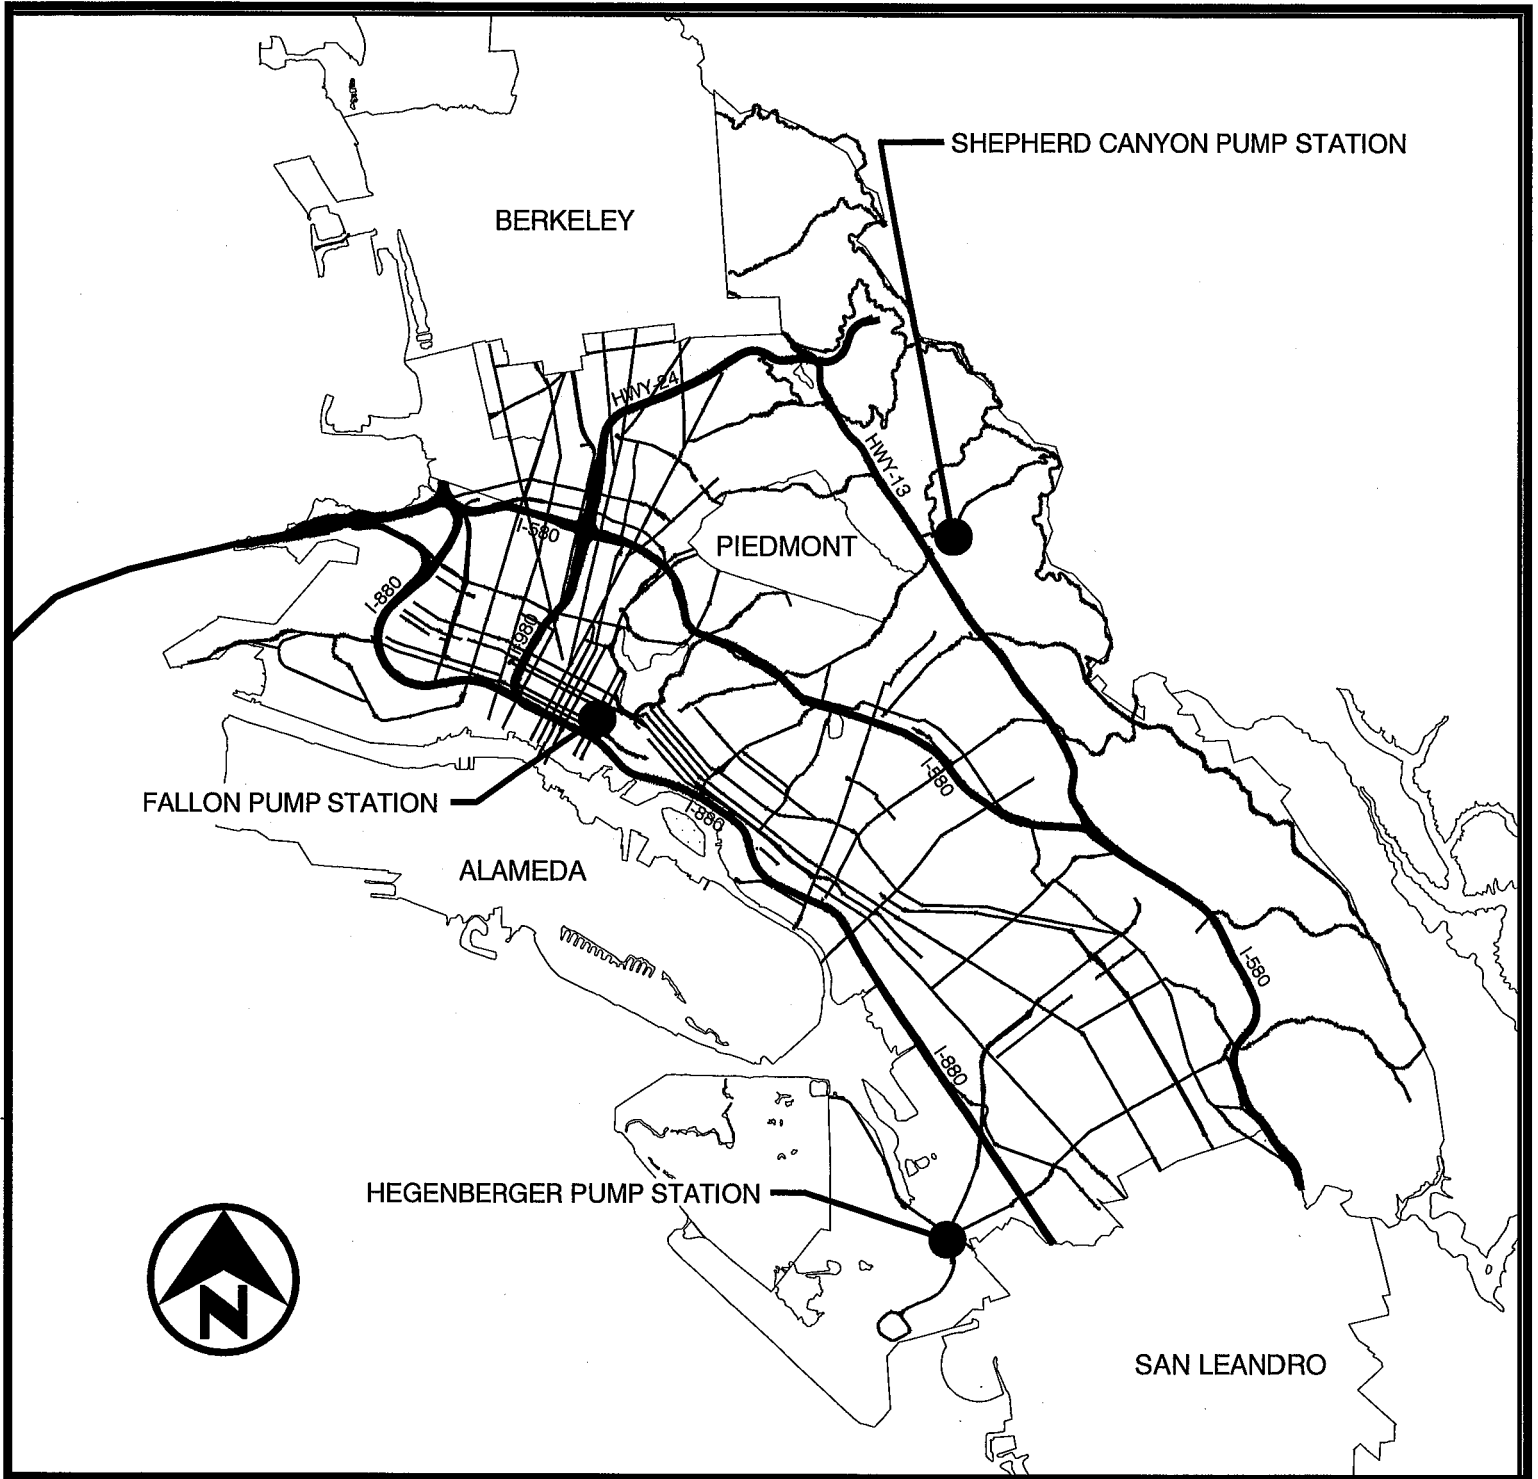 SHEPHERD CANYON PUMP STATION
BERKELEY
HWY-24
HWY-13
I-580
PIEDMONT
I-880
I-980
I-580
FALLON PUMP STATION
I-880
ALAMEDA
I-580
I-880
HEGENBERGER PUMP STATION
N
SAN LEANDRO